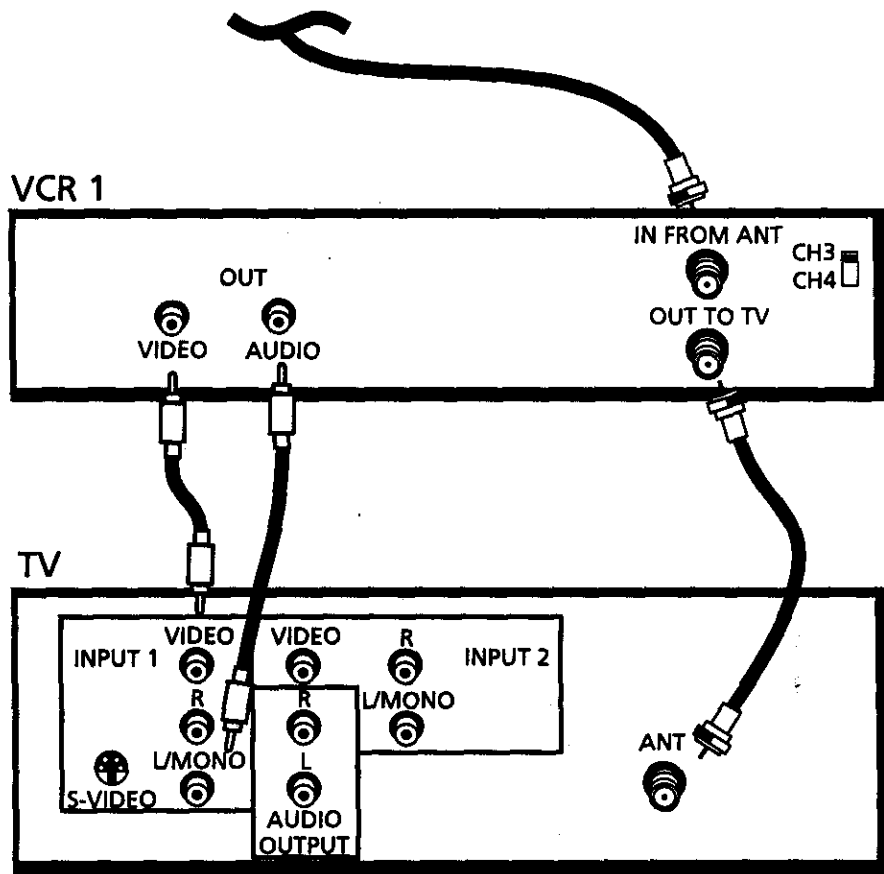 VCR 1
IN FROM ANT
CH3
CH4
OUT
OUT TO TV
VIDEO
AUDIO
TV
INPUT 1
VIDEO
VIDEO
R
INPUT 2
R
R
L/MONO
L/MONO
L
ANT
S-VIDEO
AUDIO
OUTPUT